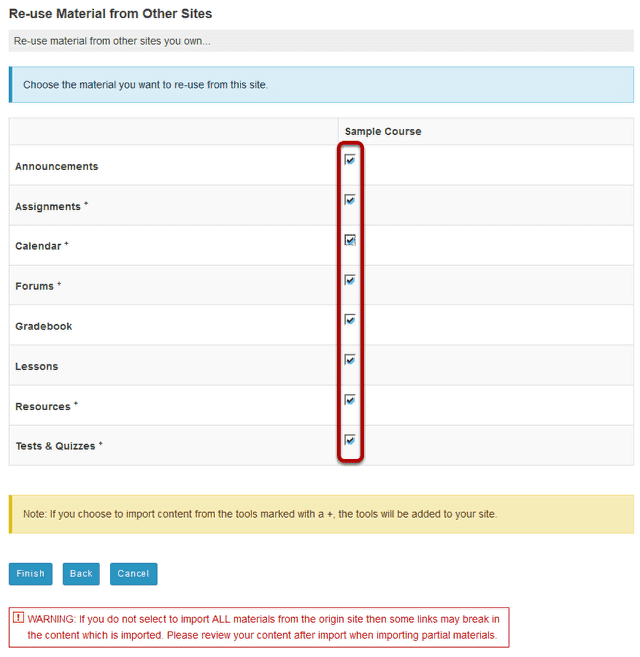 Re-use Material from Other Sites
Re-use material from other sites you own...
Choose the material you want to re-use from this site.
Sample Course
Announcements
Assignments +
Calendar +
Forums +
Gradebook
Lessons
Resources +
Tests & Quizzes +
Note: If you choose to import content from the tools marked with a +, the tools will be added to your site.
Finish Back Cancel
WARNING: If you do not select to import ALL materials from the origin site then some links may break in
the content which is imported. Please review your content after import when importing partial materials.